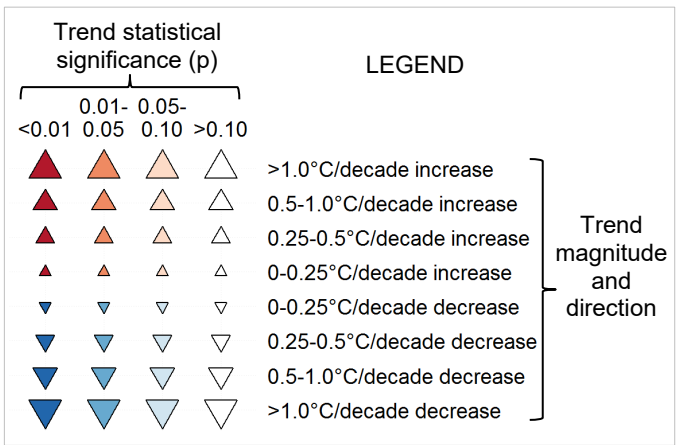 Trend statistical
significance (p)
LEGEND
<0.01
0.01-
0.05
0.05-
0.10
>0.10
>1.0°C/decade increase
0.5-1.0°C/decade increase
0.25-0.5°C/decade increase
0-0.25°C/decade increase
0-0.25°C/decade decrease
0.25-0.5°C/decade decrease
0.5-1.0°C/decade decrease
>1.0°C/decade decrease
Trend
magnitude
and
direction